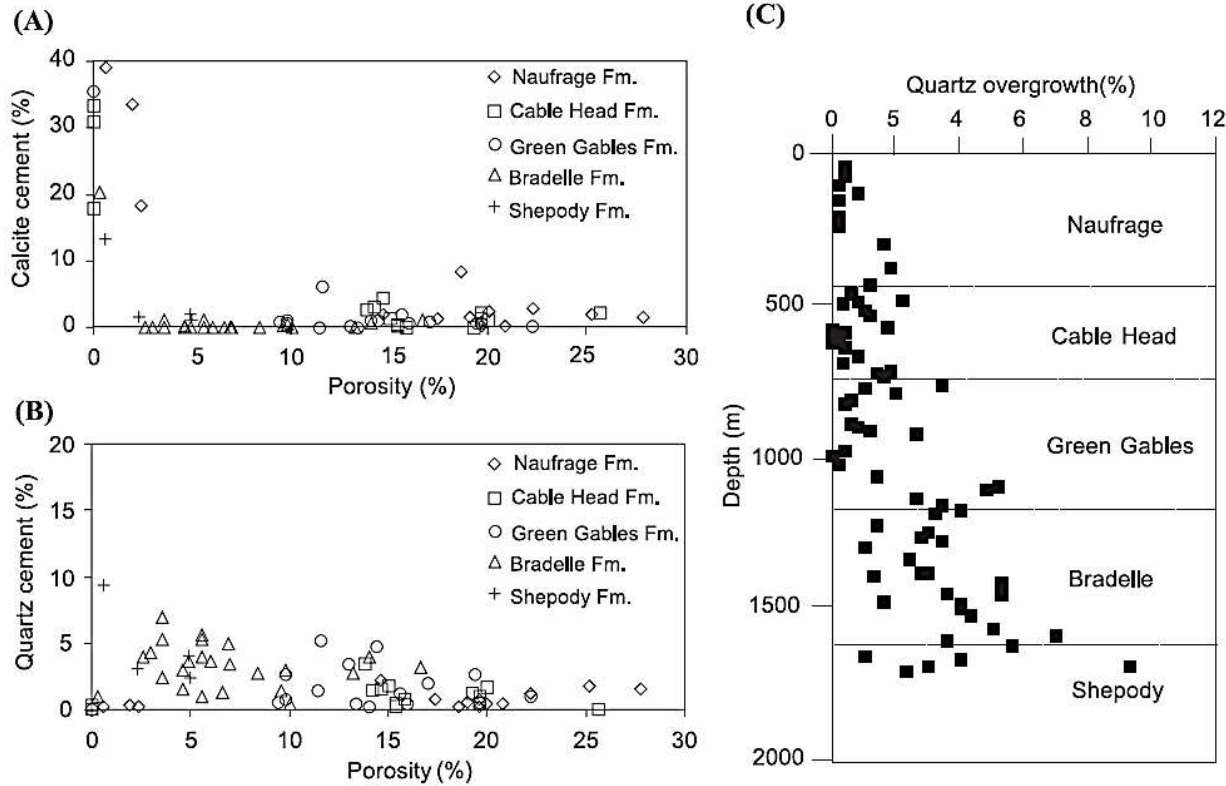 (A)
40
30
20
10
0
Calcite cement (%)
0 5 10 15 20 25 30
Porosity (%)
◇ Naufrage Fm.
□ Cable Head Fm.
○ Green Gables Fm.
△ Bradelle Fm.
+ Shepody Fm.
(B)
20
15
10
5
0
Quartz cement (%)
0 5 10 15 20 25 30
Porosity (%)
◇ Naufrage Fm.
□ Cable Head Fm.
○ Green Gables Fm.
△ Bradelle Fm.
+ Shepody Fm.
(C)
Quartz overgrowth(%)
0 5 4 6 8 10 12
0
500
1000
1500
2000
Depth (m)
Naufrage
Cable Head
Green Gables
Bradelle
Shepody